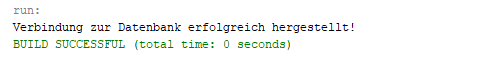 run:
Verbindung zur Datenbank erfolgreich hergestellt!
BUILD SUCCESSFUL (total time: 0 seconds)